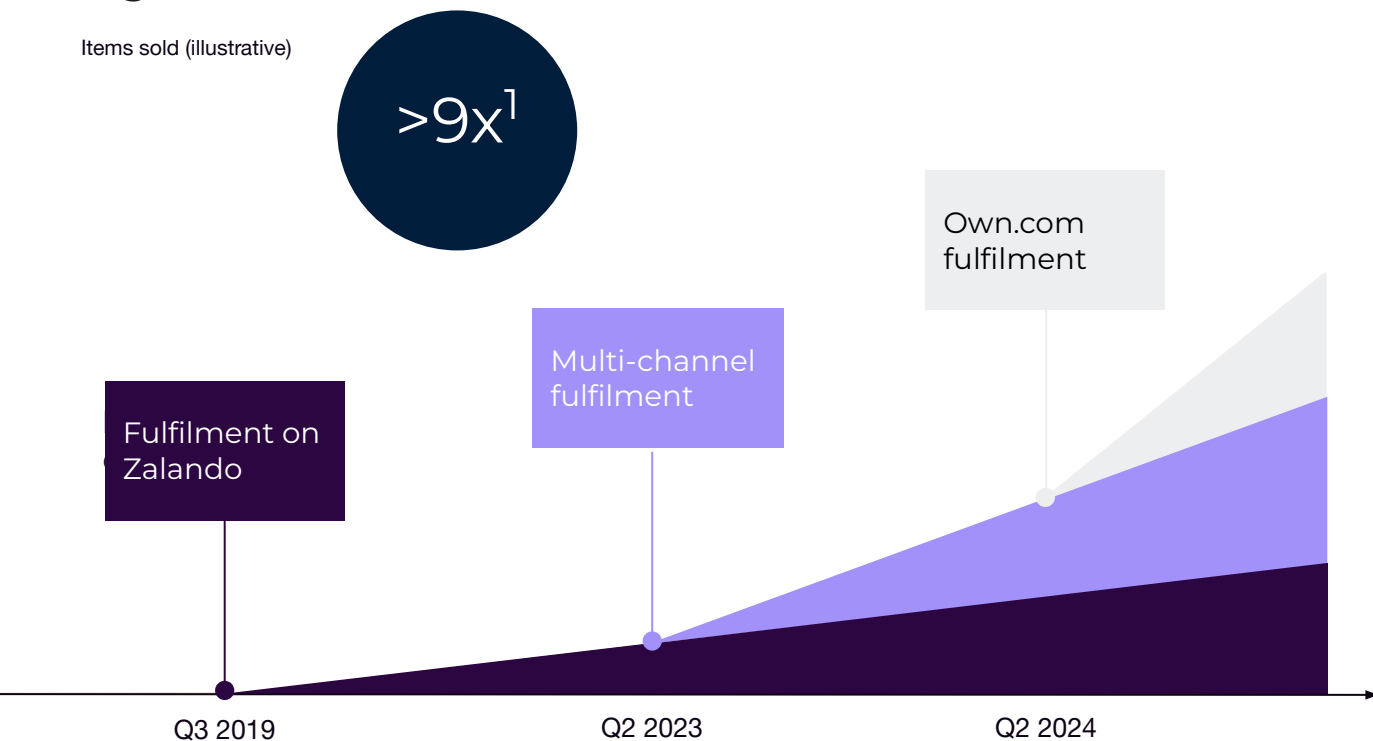 Items sold (illustrative)
>9x¹
Own.com
fulfilment
Multi-channel
fulfilment
Fulfilment on
Zalando
Q3 2019
Q2 2023
Q2 2024